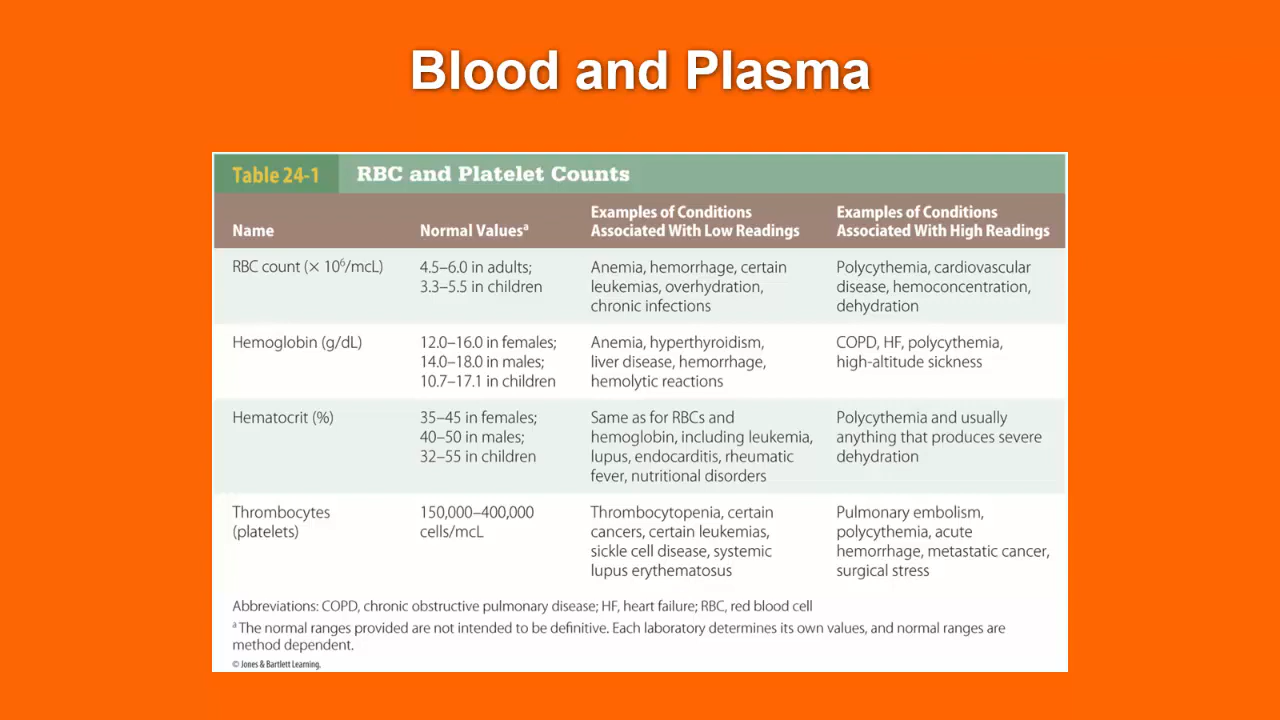 Blood and Plasma
Table 24-1 RBC and Platelet Counts
Name Normal Valuesᵃ Examples of Conditions Associated With Low Readings Examples of Conditions Associated With High Readings
RBC count (× 10⁶/mcL) 4.5–6.0 in adults; Anemia, hemorrhage, certain Polycythemia, cardiovascular
3.3–5.5 in children leukemias, overhydration, disease, hemoconcentration,
chronic infections dehydration
Hemoglobin (g/dL) 12.0–16.0 in females; Anemia, hyperthyroidism, COPD, HF, polycythemia,
14.0–18.0 in males; liver disease, hemorrhage, high-altitude sickness
10.7–17.1 in children hemolytic reactions
Hematocrit (%) 35–45 in females; Same as for RBCs and Polycythemia and usually
40–50 in males; hemoglobin, including leukemia, anything that produces severe
32–55 in children lupus, endocarditis, rheumatic dehydration
fever, nutritional disorders
Thrombocytes 150,000–400,000 Thrombocytopenia, certain Pulmonary embolism,
(platelets) cells/mcL cancers, certain leukemias, polycythemia, acute
sickle cell disease, systemic hemorrhage, metastatic cancer,
lupus erythematosus surgical stress
Abbreviations: COPD, chronic obstructive pulmonary disease; HF, heart failure; RBC, red blood cell
ᵃ The normal ranges provided are not intended to be definitive. Each laboratory determines its own values, and normal ranges are
method dependent.
© Jones & Bartlett Learning.